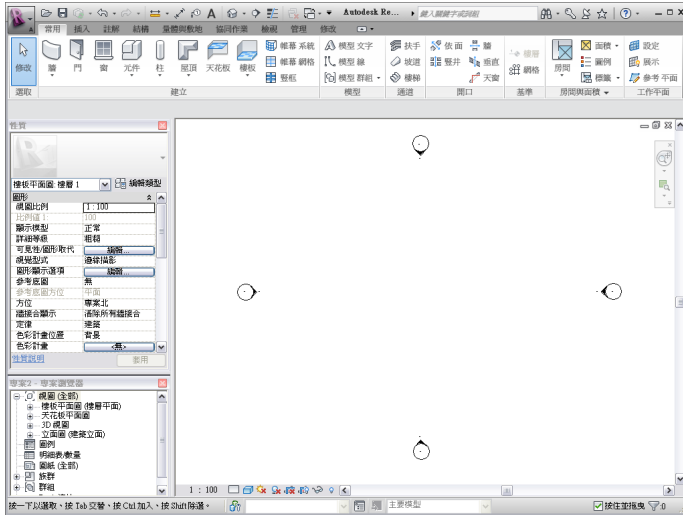 Autodesk Re... 鍵入關鍵字或詞組
常用 插入 註解 結構 量體與敷地 協同作業 檢視 管理 修改
修改 牆 門 窗 元件 柱 屋頂 天花板 樓板
帷幕 系統 模型 文字 扶手 依面 牆 樓層 面積 設定
帷幕 網格 模型 線 坡道 豎井 垂直 網格 房間 圖例 展示
豎框 模型 群組 樓梯 天窗 標籤 參考 平面
選取 建立 模型 通道 開口 基準 房間與面積 工作平面
性質
樓板平面圖: 樓層 1 編輯類型
圖形
視圖比例 1 : 100
比例值 1: 100
顯示模型 正常
詳細等級 粗糙
可見性/圖形取代 編輯...
視覺型式 邊緣描影
圖形顯示選項 編輯...
參考底圖 無
參考底圖方位 平面
方位 專案北
牆接合顯示 清除所有牆接合
定律 建築
色彩計畫位置 背景
色彩計畫 <無>
性質說明 套用
專案2 - 專案瀏覽器
視圖 (全部)
樓板平面圖 (樓層平面)
天花板平面圖
3D 視圖
立面圖 (建築立面)
圖例
明細表/數量
圖紙 (全部)
族群
群組
1 : 100
按一下以選取、按 Tab 交替、按 Ctrl 加入、按 Shift 除選。 主要模型 按住並拖曳 :0